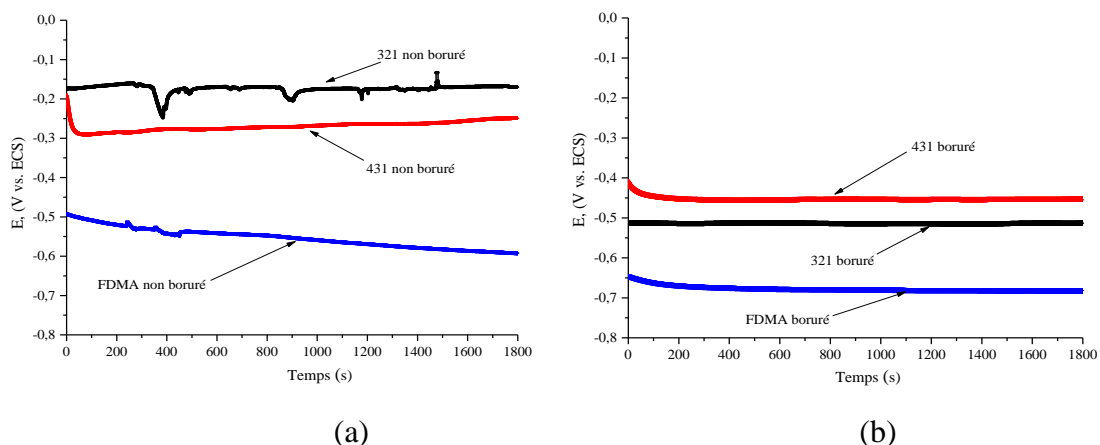 0,0
-0,1
-0,2
-0,3
-0,4
-0,5
-0,6
-0,7
-0,8
E, (V vs. ECS)
321 non boruré
431 non boruré
FDMA non boruré
0 200 400 600 800 1000 1200 1400 1600 1800
Temps (s)
(a)
0,0
-0,1
-0,2
-0,3
-0,4
-0,5
-0,6
-0,7
-0,8
E, (V vs. ECS)
431 boruré
321 boruré
FDMA boruré
0 200 400 600 800 1000 1200 1400 1600 1800
Temps (s)
(b)